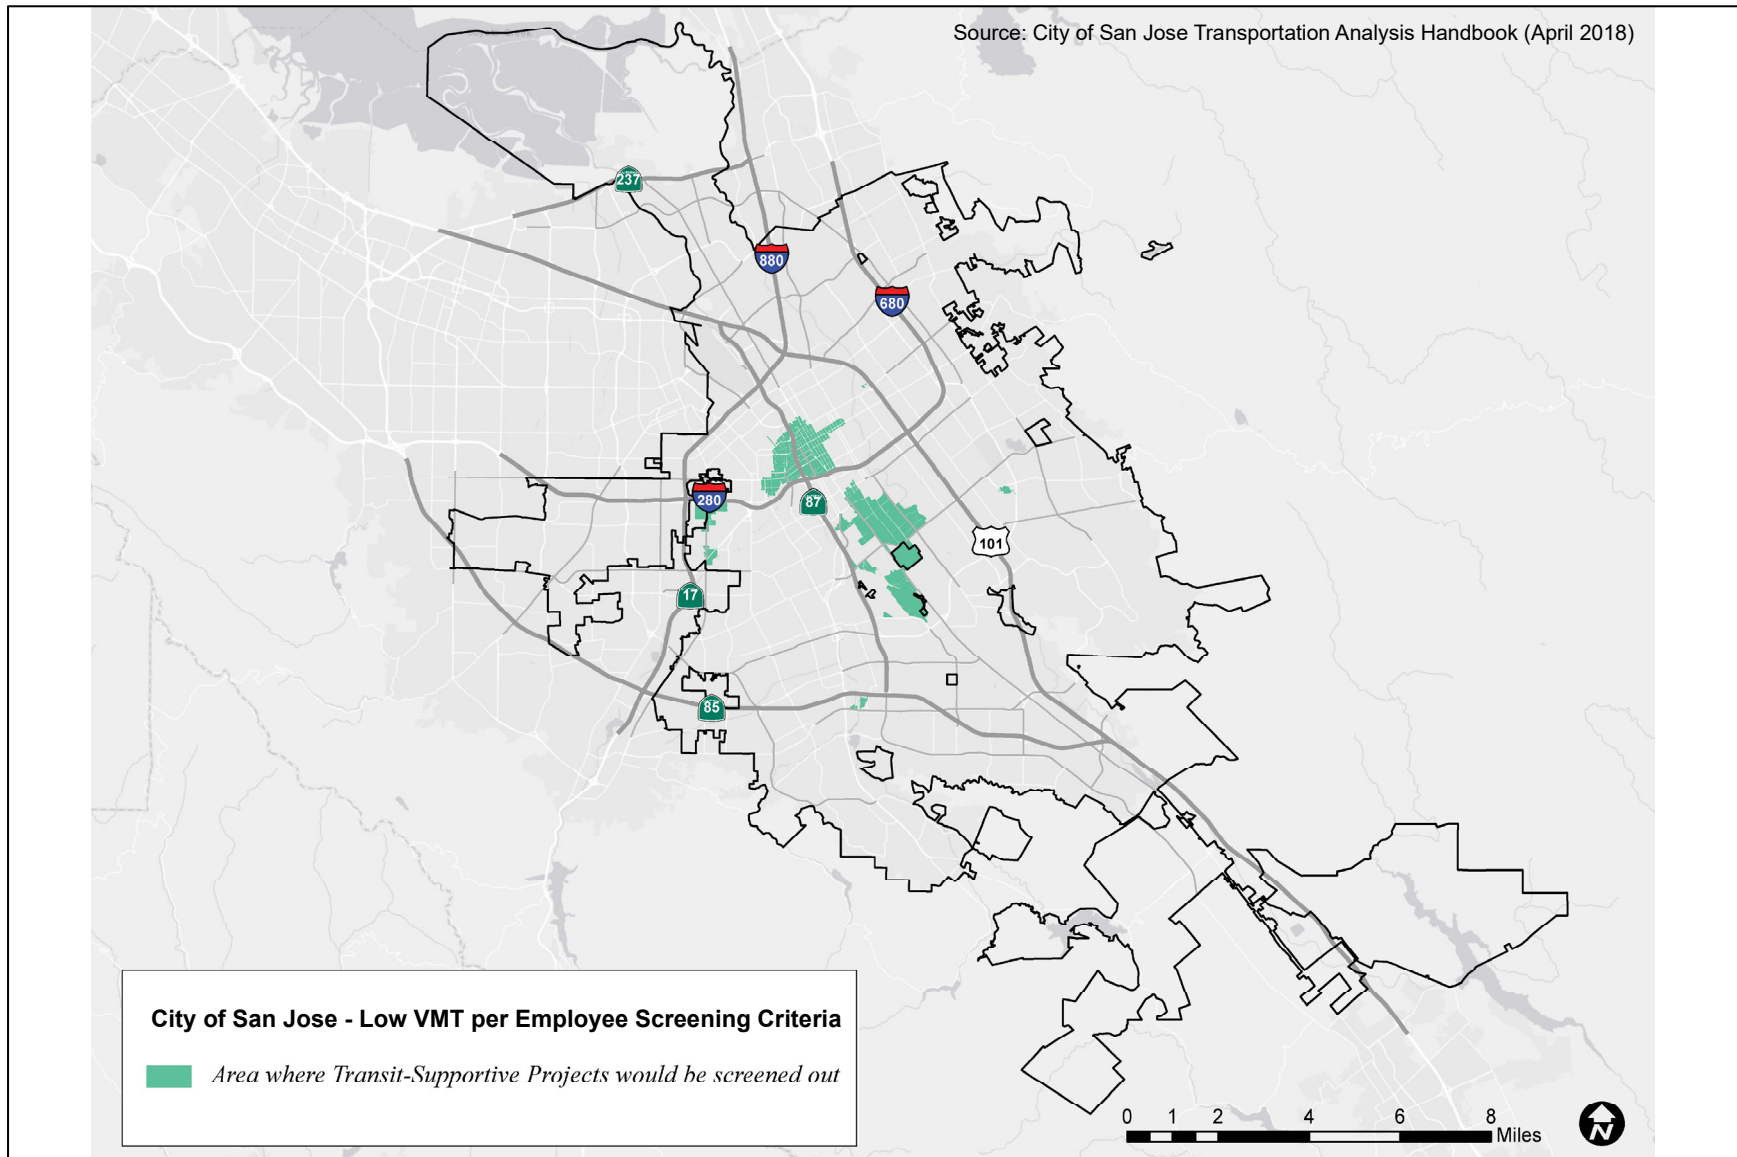 Source: City of San Jose Transportation Analysis Handbook (April 2018)
237
880
680
280
87
101
17
85
City of San Jose - Low VMT per Employee Screening Criteria
Area where Transit-Supportive Projects would be screened out
0 1 2 4 6 8
Miles
N